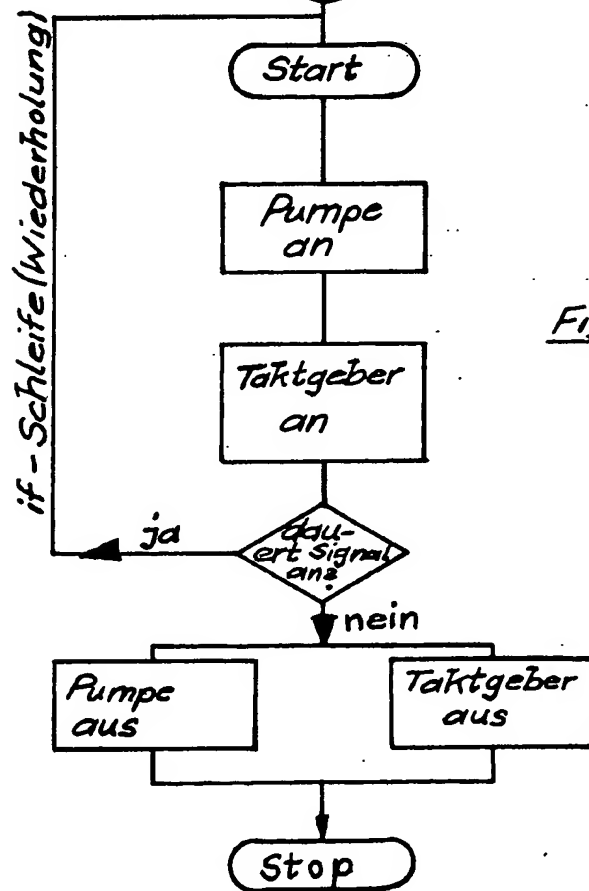 if-Schleife (Wiederholung)
Start
Pumpe
an
Taktgeber
an
dau-
ert Signal
an?
ja
nein
Pumpe
aus
Taktgeber
aus
Stop